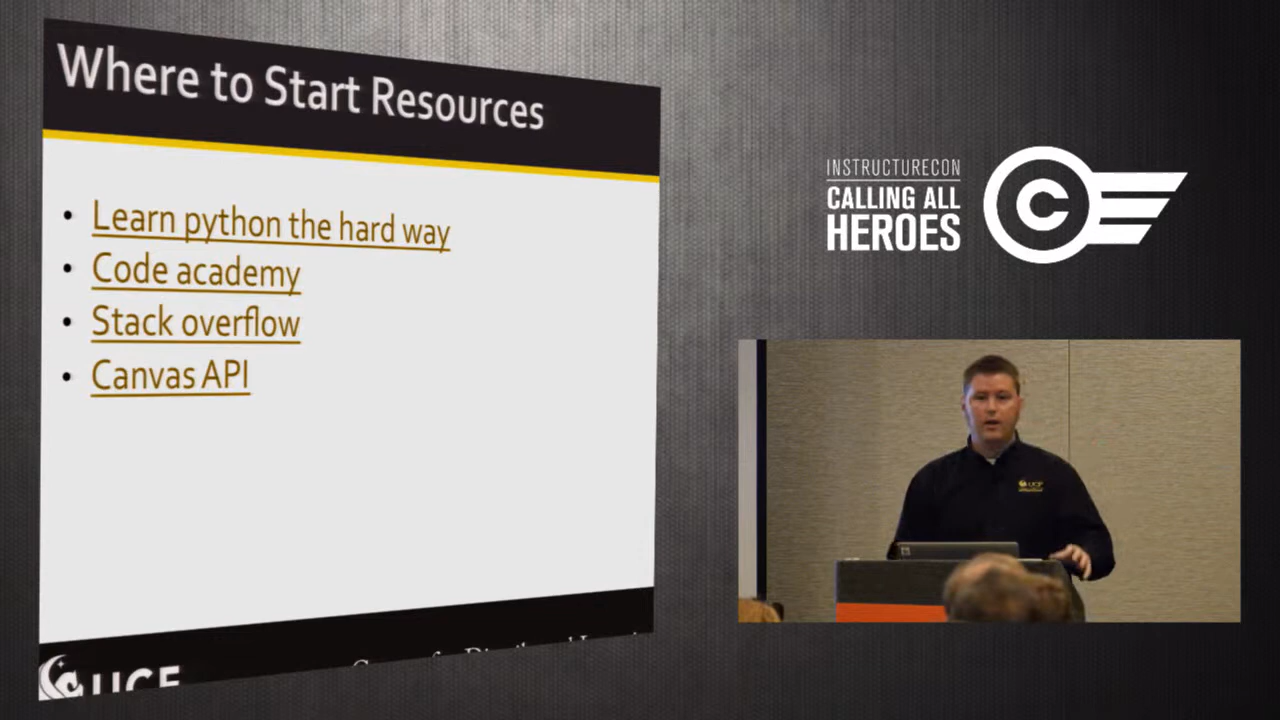 Where to Start Resources
• Learn python the hard way
• Code academy
• Stack overflow
• Canvas API
UCF
INSTRUCTURECON
CALLING ALL
HEROES
C
UCF